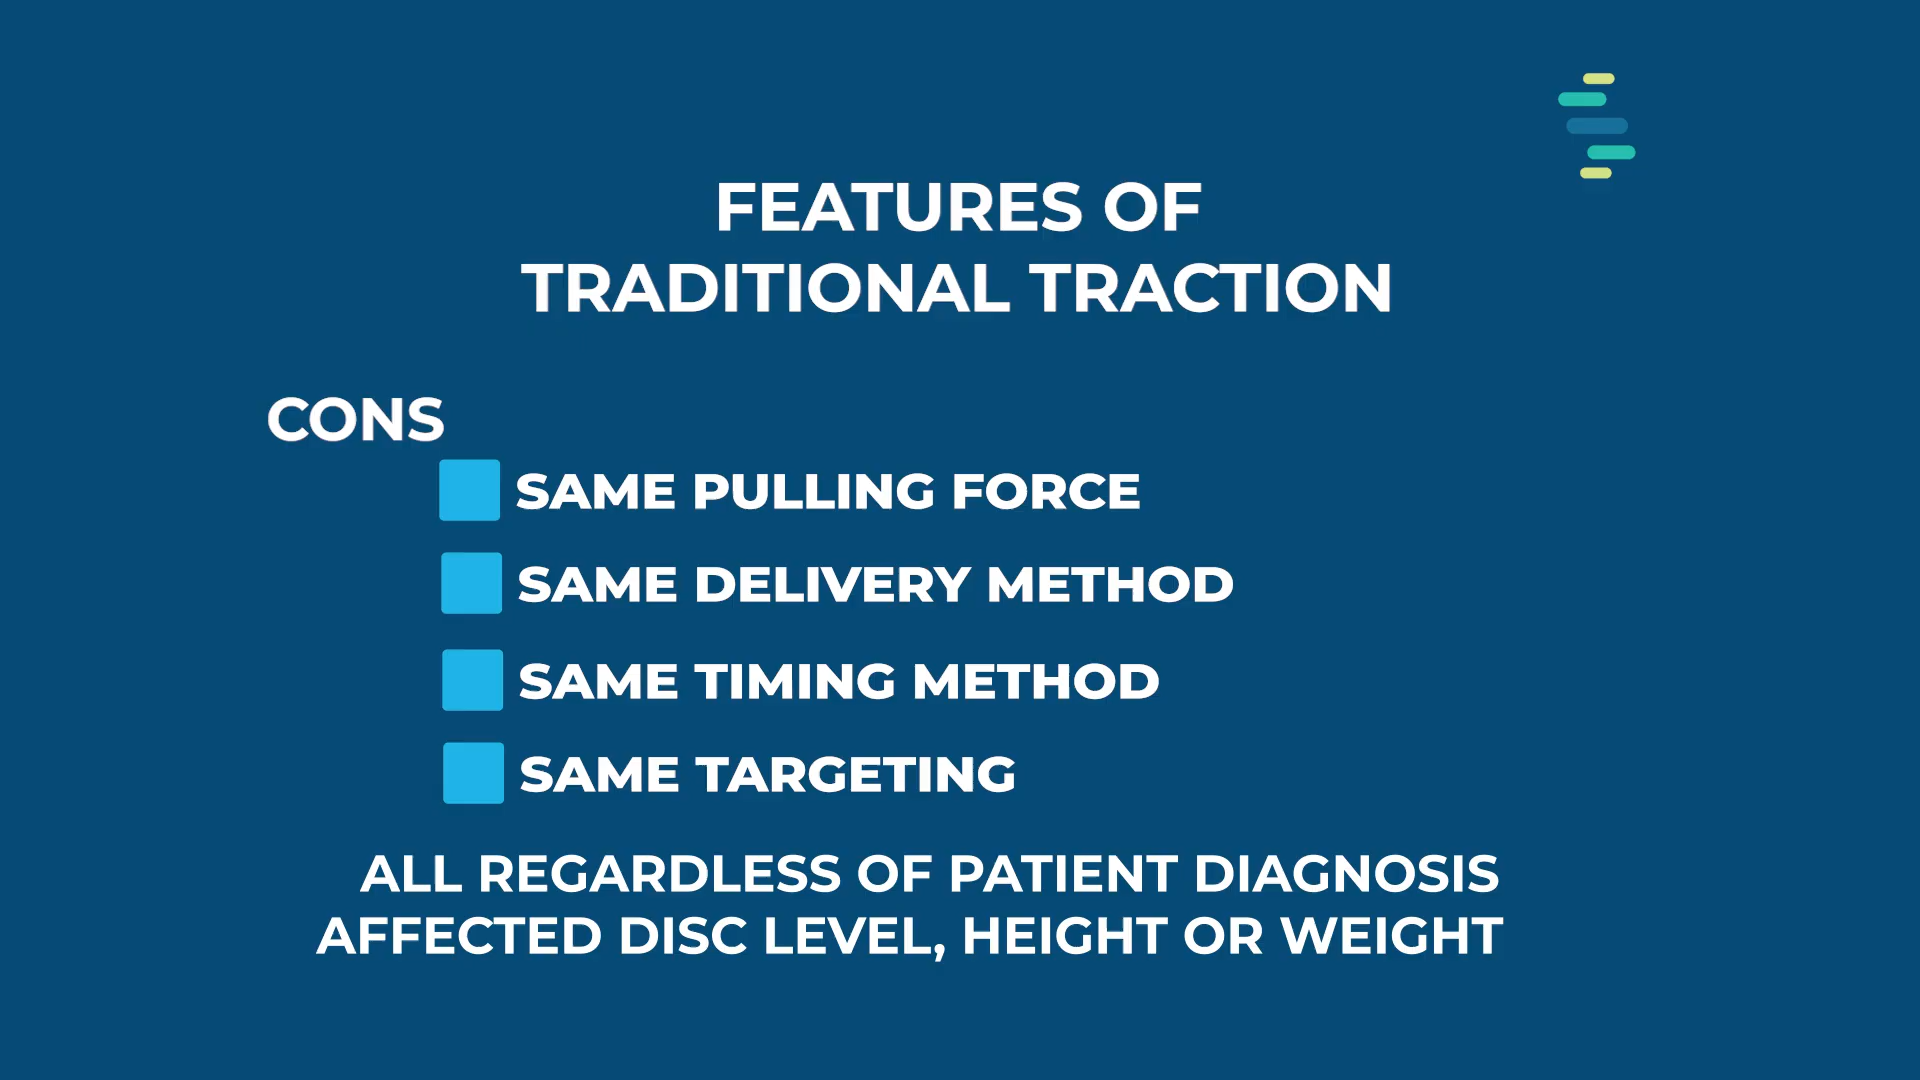 FEATURES OF
TRADITIONAL TRACTION
CONS
SAME PULLING FORCE
SAME DELIVERY METHOD
SAME TIMING METHOD
SAME TARGETING
ALL REGARDLESS OF PATIENT DIAGNOSIS
AFFECTED DISC LEVEL, HEIGHT OR WEIGHT